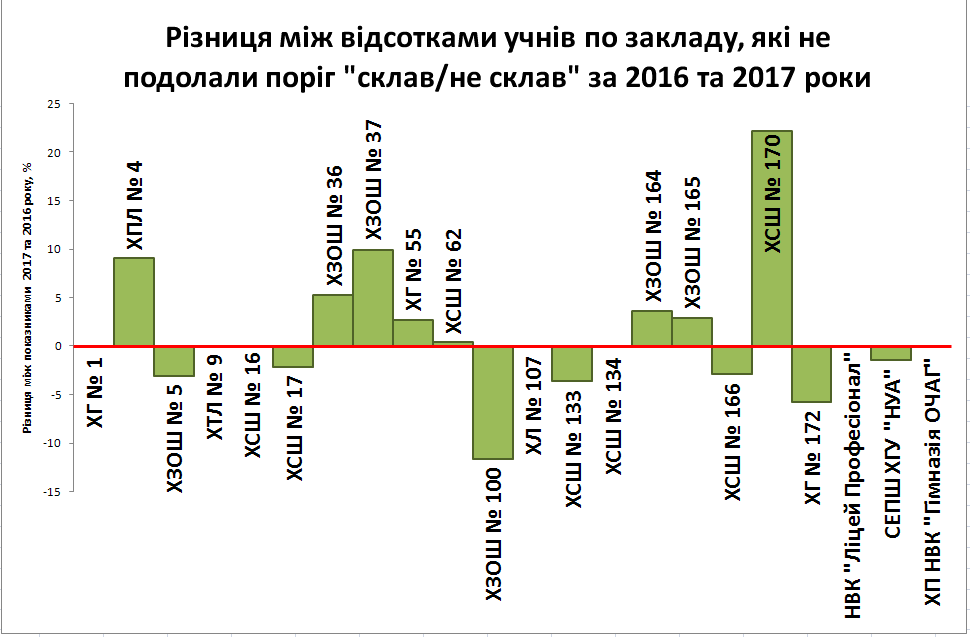 Різниця між відсотками учнів по закладу, які не
подолали поріг "склав/не склав" за 2016 та 2017 роки
Різниця між показниками 2017 та 2016 року, %
25
20
15
10
5
0
-5
-10
-15
ХГ № 1
ХПЛ № 4
ХЗОШ № 5
ХТЛ № 9
ХСШ № 16
ХСШ № 17
ХЗОШ № 36
ХЗОШ № 37
ХГ № 55
ХСШ № 62
ХЗОШ № 100
ХЛ № 107
ХСШ № 133
ХСШ № 134
ХЗОШ № 164
ХЗОШ № 165
ХСШ № 166
ХСШ № 170
ХГ № 172
НВК "Ліцей Професіонал"
СЕПШ ХГУ "НУА"
ХП НВК "Гімназія ОЧАГ"